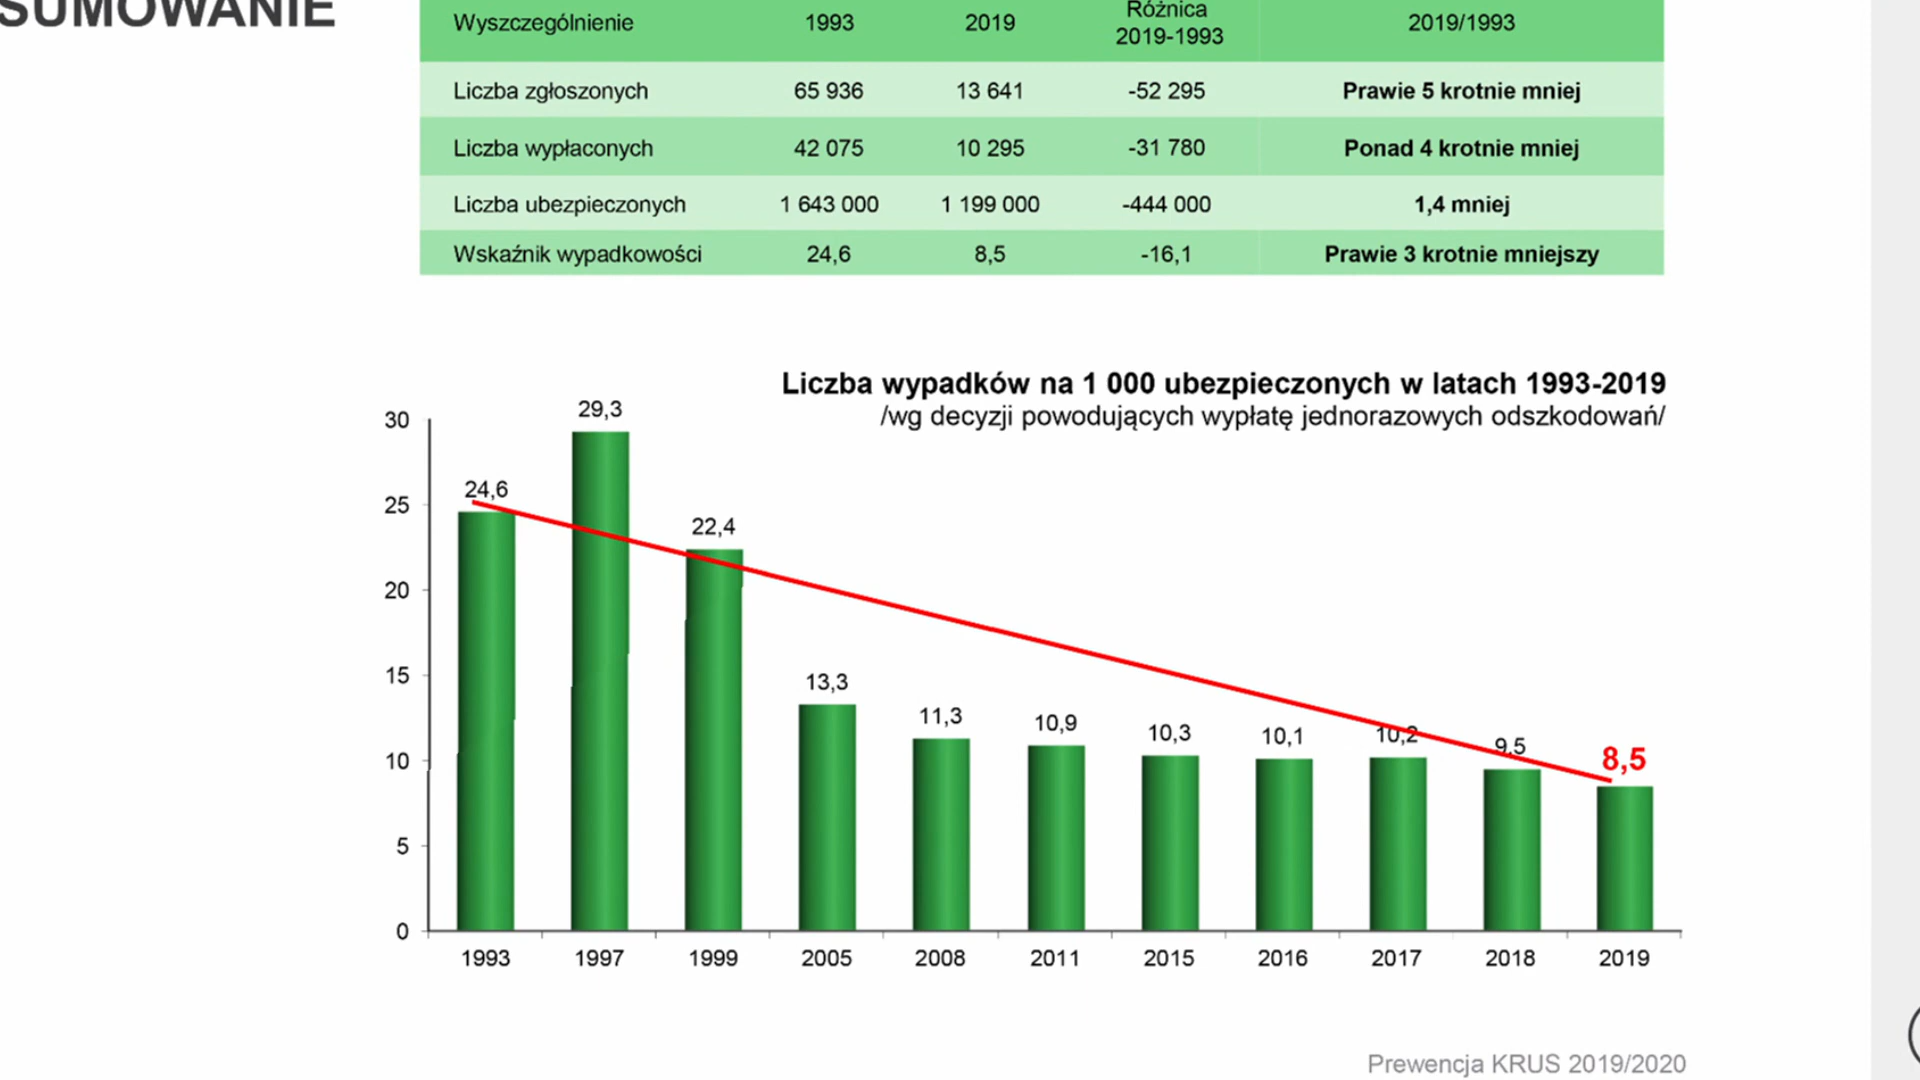 SUMOWANIE
Wyszczególnienie 1993 2019 Różnica 2019-1993 2019/1993
Liczba zgłoszonych 65 936 13 641 -52 295 Prawie 5 krotnie mniej
Liczba wypłaconych 42 075 10 295 -31 780 Ponad 4 krotnie mniej
Liczba ubezpieczonych 1 643 000 1 199 000 -444 000 1,4 mniej
Wskaźnik wypadkowości 24,6 8,5 -16,1 Prawie 3 krotnie mniejszy
Liczba wypadków na 1 000 ubezpieczonych w latach 1993-2019
/wg decyzji powodujących wypłatę jednorazowych odszkodowań/
30
25
20
15
10
5
0
24,6 29,3 22,4 13,3 11,3 10,9 10,3 10,1 10,2 9,5 8,5
1993 1997 1999 2005 2008 2011 2015 2016 2017 2018 2019
Prewencja KRUS 2019/2020